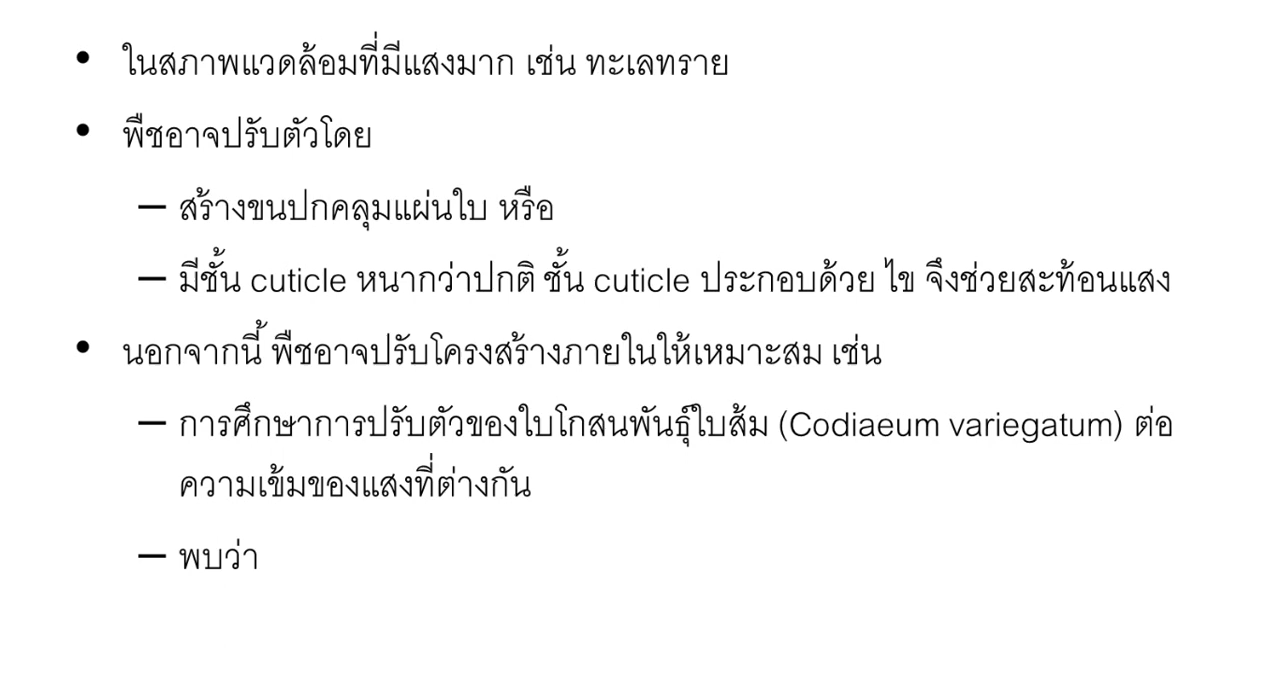 • ในสภาพแวดล้อมที่มีแสงมาก เช่น ทะเลทราย
• พืชอาจปรับตัวโดย
– สร้างขนปกคลุมแผ่นใบ หรือ
– มีชั้น cuticle หนากว่าปกติ ชั้น cuticle ประกอบด้วย ไข จึงช่วยสะท้อนแสง
• นอกจากนี้ พืชอาจปรับโครงสร้างภายในให้เหมาะสม เช่น
– การศึกษาการปรับตัวของใบโกสนพันธุ์ใบส้ม (Codiaeum variegatum) ต่อ
ความเข้มของแสงที่ต่างกัน
– พบว่า